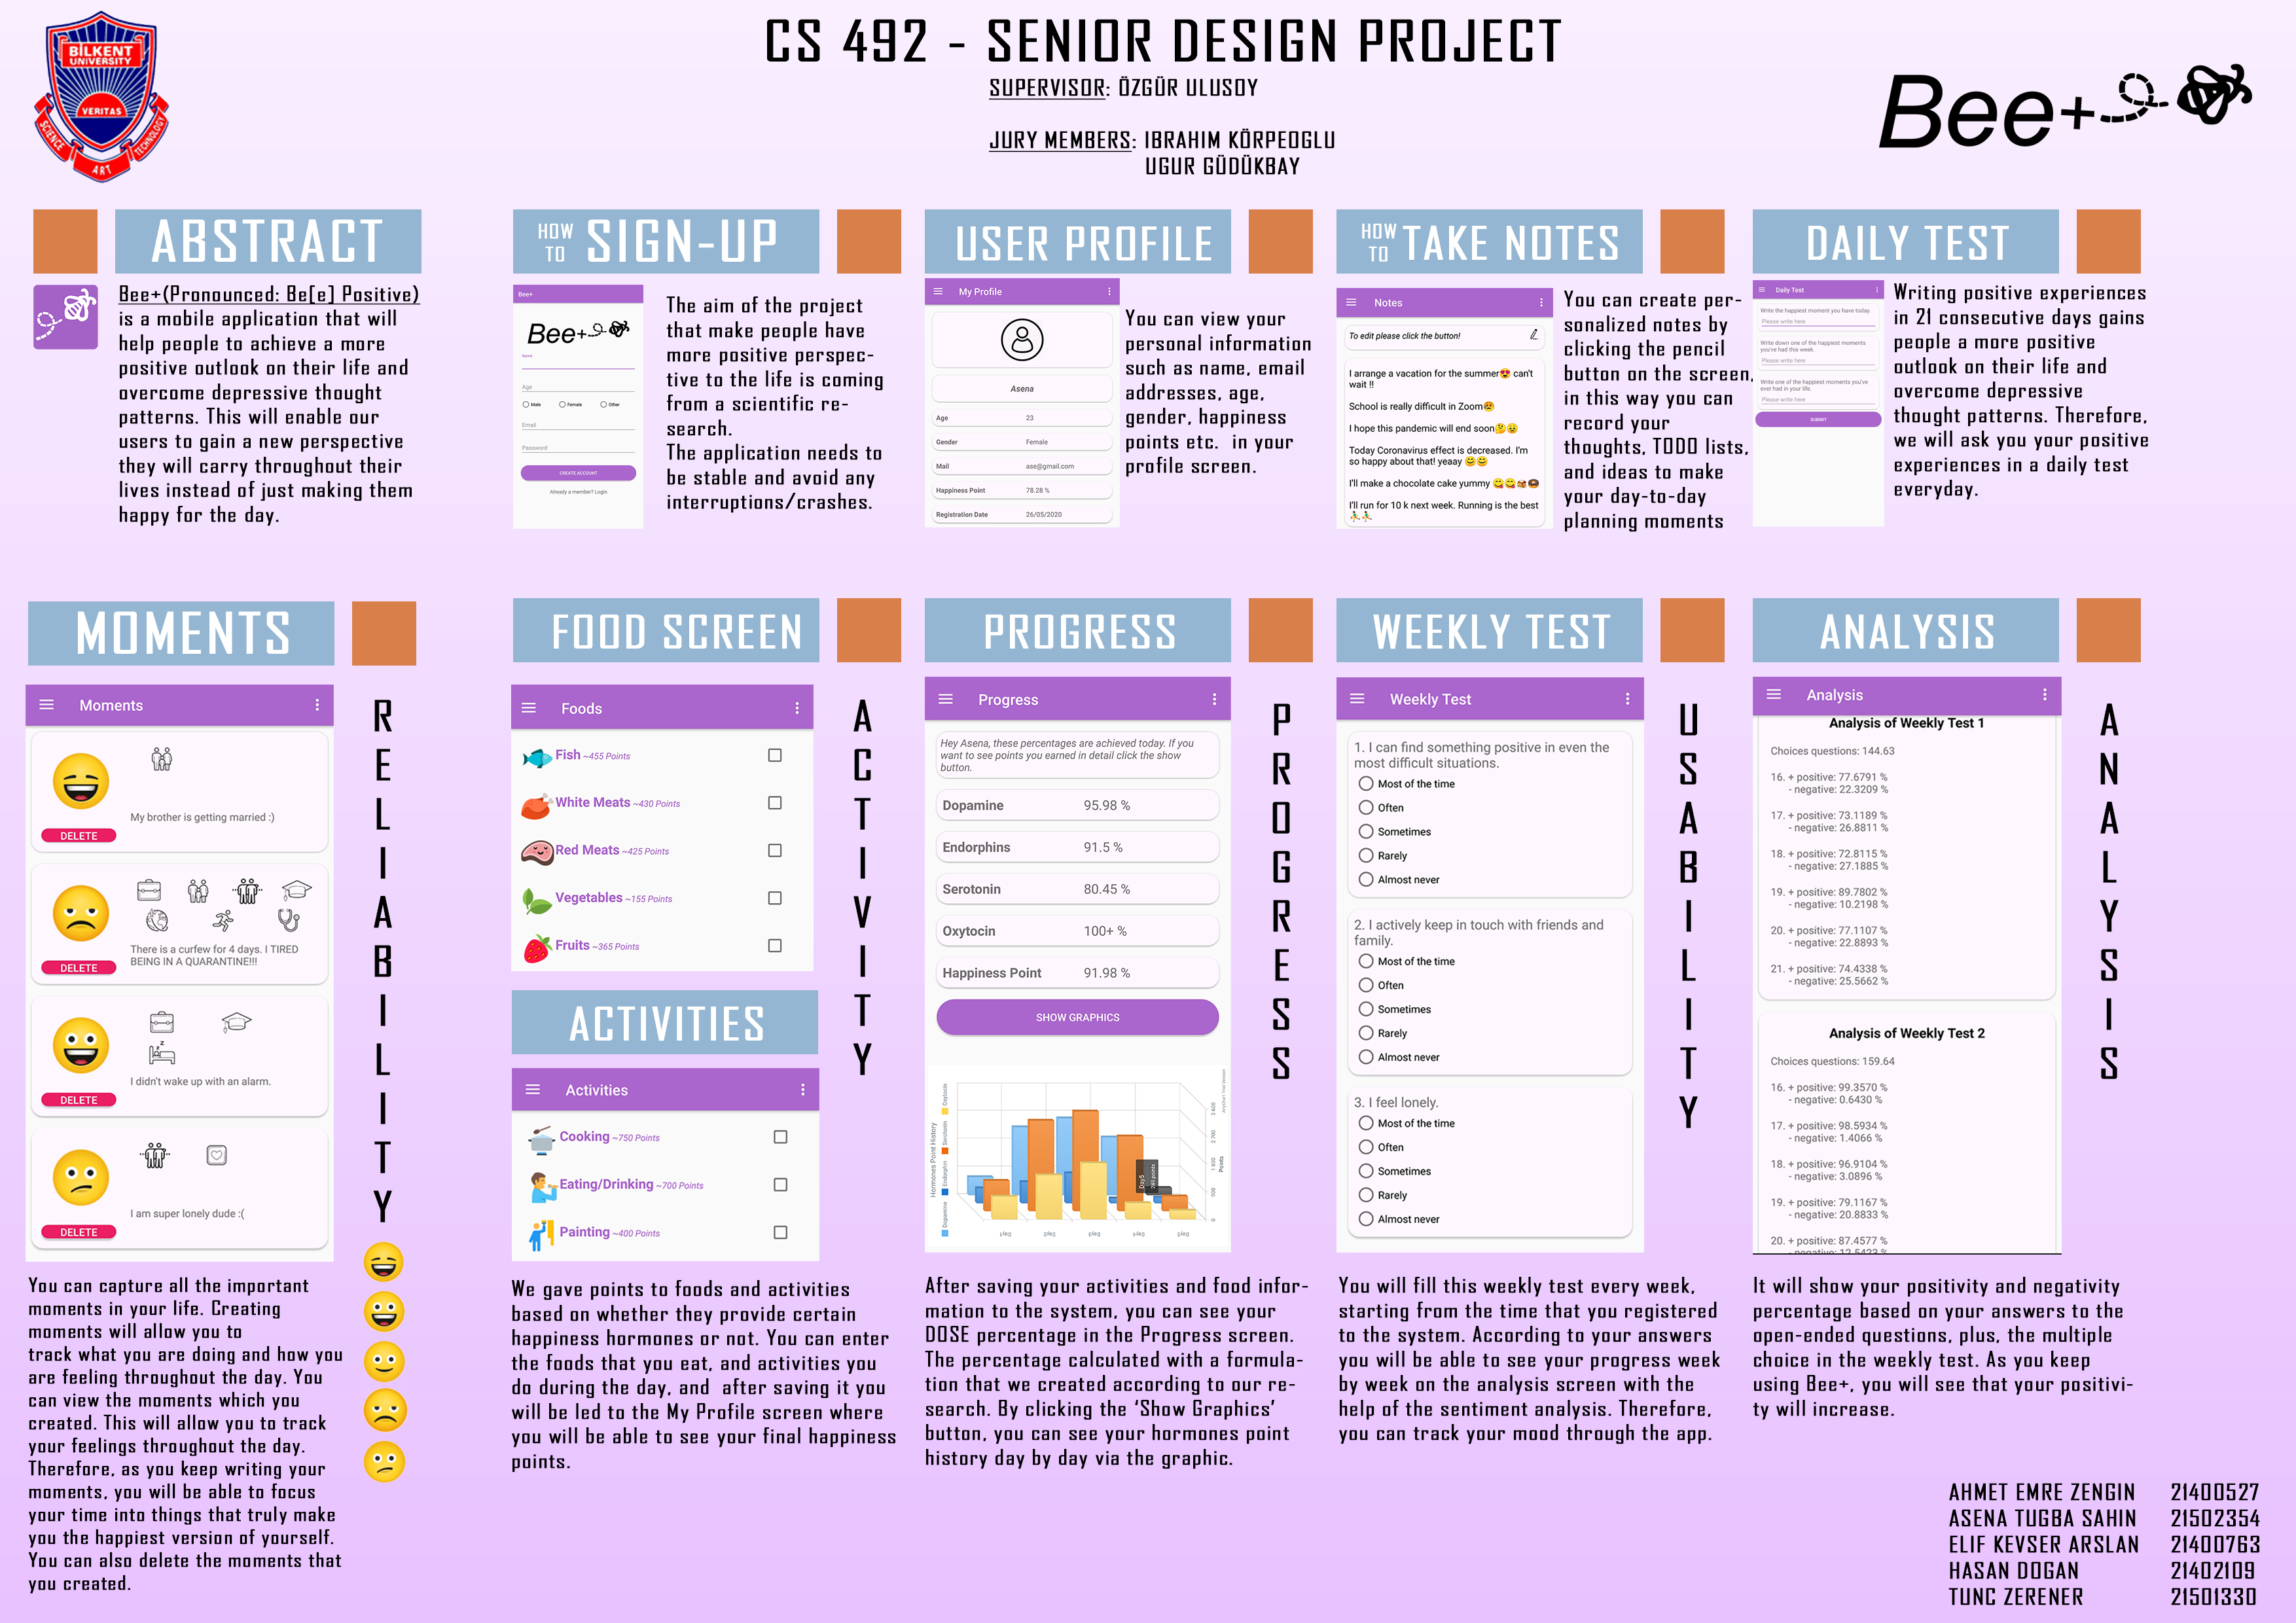 BİLKENT
UNIVERSITY
VERITAS
SCIENCE
ART
TECHNOLOGY
CS 492 - SENIOR DESIGN PROJECT
SUPERVISOR: ÖZGÜR ULUSOY
JURY MEMBERS: IBRAHIM KÖRPEOGLU
UGUR GÜDÜKBAY
Bee+
ABSTRACT
Bee+(Pronounced: Be[e] Positive)
is a mobile application that will
help people to achieve a more
positive outlook on their life and
overcome depressive thought
patterns. This will enable our
users to gain a new perspective
they will carry throughout their
lives instead of just making them
happy for the day.
HOW TO SIGN-UP
Bee+
Bee+
Name
Age
Male Female Other
Email
Password
CREATE ACCOUNT
Already a member? Login
The aim of the project
that make people have
more positive perspec-
tive to the life is coming
from a scientific re-
search.
The application needs to
be stable and avoid any
interruptions/crashes.
USER PROFILE
My Profile
Asena
Age 23
Gender Female
Mail ase@gmail.com
Happiness Point 78.28 %
Registration Date 26/05/2020
You can view your
personal information
such as name, email
addresses, age,
gender, happiness
points etc. in your
profile screen.
HOW TO TAKE NOTES
Notes
To edit please click the button!
I arrange a vacation for the summer😍 can't
wait !!
School is really difficult in Zoom😥
I hope this pandemic will end soon🤔😣
Today Coronavirus effect is decreased. I'm
so happy about that! yeaay 😄😄
I'll make a chocolate cake yummy 😋😋🍰🍩
I'll run for 10 k next week. Running is the best
🏃🏃
You can create per-
sonalized notes by
clicking the pencil
button on the screen,
in this way you can
record your
thoughts, TODO lists,
and ideas to make
your day-to-day
planning moments
DAILY TEST
Daily Test
Write the happiest moment you have today.
Please write here
Write down one of the happiest moments
you've had this week.
Please write here
Write one of the happiest moments you've
ever had in your life.
Please write here
SUBMIT
Writing positive experiences
in 21 consecutive days gains
people a more positive
outlook on their life and
overcome depressive
thought patterns. Therefore,
we will ask you your positive
experiences in a daily test
everyday.
MOMENTS
Moments
My brother is getting married :)
DELETE
There is a curfew for 4 days. I TIRED
BEING IN A QUARANTINE!!!
DELETE
I didn't wake up with an alarm.
DELETE
I am super lonely dude :(
DELETE
RELIABILITY
You can capture all the important
moments in your life. Creating
moments will allow you to
track what you are doing and how you
are feeling throughout the day. You
can view the moments which you
created. This will allow you to track
your feelings throughout the day.
Therefore, as you keep writing your
moments, you will be able to focus
your time into things that truly make
you the happiest version of yourself.
You can also delete the moments that
you created.
FOOD SCREEN
Foods
Fish ~455 Points
White Meats ~430 Points
Red Meats ~425 Points
Vegetables ~155 Points
Fruits ~365 Points
ACTIVITIES
Activities
Cooking ~750 Points
Eating/Drinking ~700 Points
Painting ~400 Points
ACTIVITY
We gave points to foods and activities
based on whether they provide certain
happiness hormones or not. You can enter
the foods that you eat, and activities you
do during the day, and after saving it you
will be led to the My Profile screen where
you will be able to see your final happiness
points.
PROGRESS
Progress
Hey Asena, these percentages are achieved today. If you
want to see points you earned in detail click the show
button.
Dopamine 95.98 %
Endorphins 91.5 %
Serotonin 80.45 %
Oxytocin 100+ %
Happiness Point 91.98 %
SHOW GRAPHICS
Hormones Point History
Dopamine Endorphin Serotonin Oxytocin
Day1
Day2
Day3
Day4
Day5
Day5
249 points
Points
AnyChart Trial Version
PROGRESS
After saving your activities and food infor-
mation to the system, you can see your
DOSE percentage in the Progress screen.
The percentage calculated with a formula-
tion that we created according to our re-
search. By clicking the 'Show Graphics'
button, you can see your hormones point
history day by day via the graphic.
WEEKLY TEST
Weekly Test
1. I can find something positive in even the
most difficult situations.
Most of the time
Often
Sometimes
Rarely
Almost never
2. I actively keep in touch with friends and
family.
Most of the time
Often
Sometimes
Rarely
Almost never
3. I feel lonely.
Most of the time
Often
Sometimes
Rarely
Almost never
USABILITY
You will fill this weekly test every week,
starting from the time that you registered
to the system. According to your answers
you will be able to see your progress week
by week on the analysis screen with the
help of the sentiment analysis. Therefore,
you can track your mood through the app.
ANALYSIS
Analysis
Analysis of Weekly Test 1
Choices questions: 144.63
16. + positive: 77.6791 %
- negative: 22.3209 %
17. + positive: 73.1189 %
- negative: 26.8811 %
18. + positive: 72.8115 %
- negative: 27.1885 %
19. + positive: 89.7802 %
- negative: 10.2198 %
20. + positive: 77.1107 %
- negative: 22.8893 %
21. + positive: 74.4338 %
- negative: 25.5662 %
Analysis of Weekly Test 2
Choices questions: 159.64
16. + positive: 99.3570 %
- negative: 0.6430 %
17. + positive: 98.5934 %
- negative: 1.4066 %
18. + positive: 96.9104 %
- negative: 3.0896 %
19. + positive: 79.1167 %
- negative: 20.8833 %
20. + positive: 87.4577 %
- negative: 12.5423 %
ANALYSIS
It will show your positivity and negativity
percentage based on your answers to the
open-ended questions, plus, the multiple
choice in the weekly test. As you keep
using Bee+, you will see that your positivi-
ty will increase.
AHMET EMRE ZENGIN 21400527
ASENA TUGBA SAHIN 21502354
ELIF KEVSER ARSLAN 21400763
HASAN DOGAN 21402109
TUNC ZERENER 21501330